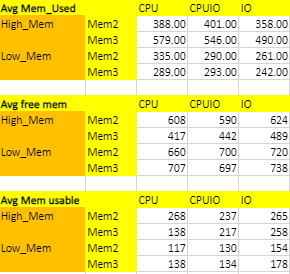 Avg Mem_Used CPU CPUIO IO
High_Mem Mem2 388.00 401.00 358.00
Mem3 579.00 546.00 490.00
Low_Mem Mem2 335.00 290.00 261.00
Mem3 289.00 293.00 242.00
Avg free mem CPU CPUIO IO
High_Mem Mem2 608 590 624
Mem3 417 442 489
Low_Mem Mem2 660 700 720
Mem3 707 697 738
Avg Mem usable CPU CPUIO IO
High_Mem Mem2 268 237 265
Mem3 138 217 258
Low_Mem Mem2 117 130 154
Mem3 138 134 178